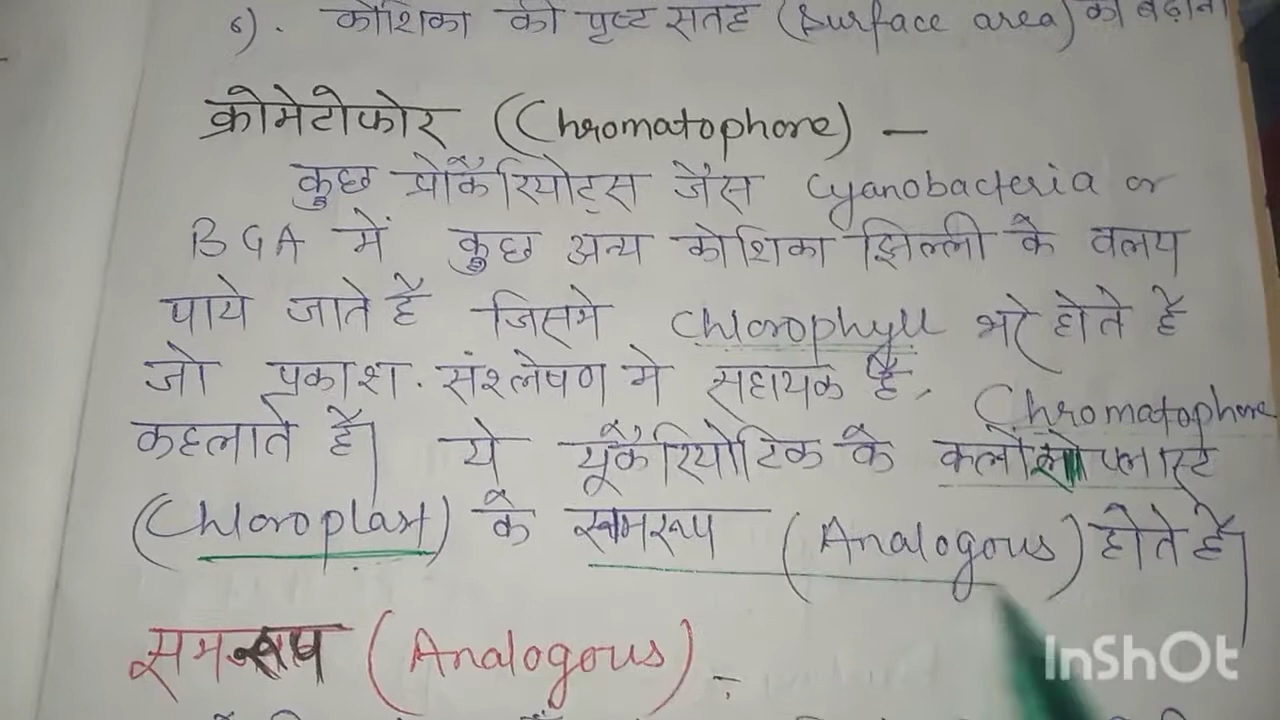 6). कोशिका की पृष्ट सतह (Surface area) को बढ़ाना
क्रोमेटोफोर (Chromatophore) –
कुछ प्रोकैरियोट्स जैसे Cyanobacteria or
BGA में कुछ अन्य कोशिका झिल्ली के वलय
पाये जाते है जिसमे Chlorophyll भरे होते है
जो प्रकाश संश्लेषण मे सहायक है, Chromatophore
कहलाते है। ये यूकैरियोटिक के क्लोरोप्लास्ट
(Chloroplast) के समरूप (Analogous) होते है।
समरूप (Analogous) –
InShOt